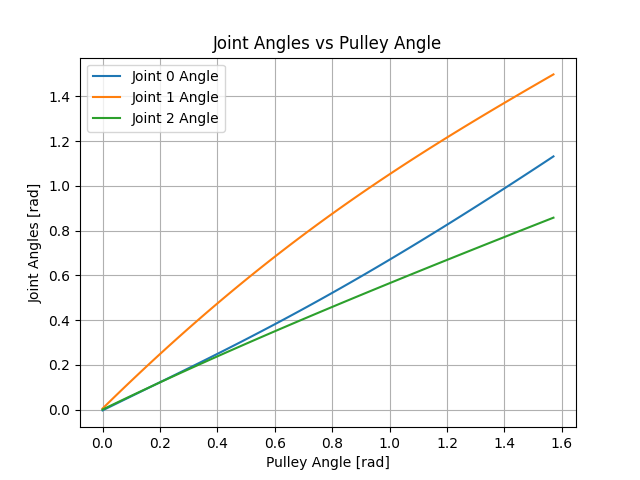 Joint Angles vs Pulley Angle
Joint 0 Angle
Joint 1 Angle
Joint 2 Angle
Joint Angles [rad]
1.4
1.2
1.0
0.8
0.6
0.4
0.2
0.0
0.0 0.2 0.4 0.6 0.8 1.0 1.2 1.4 1.6
Pulley Angle [rad]